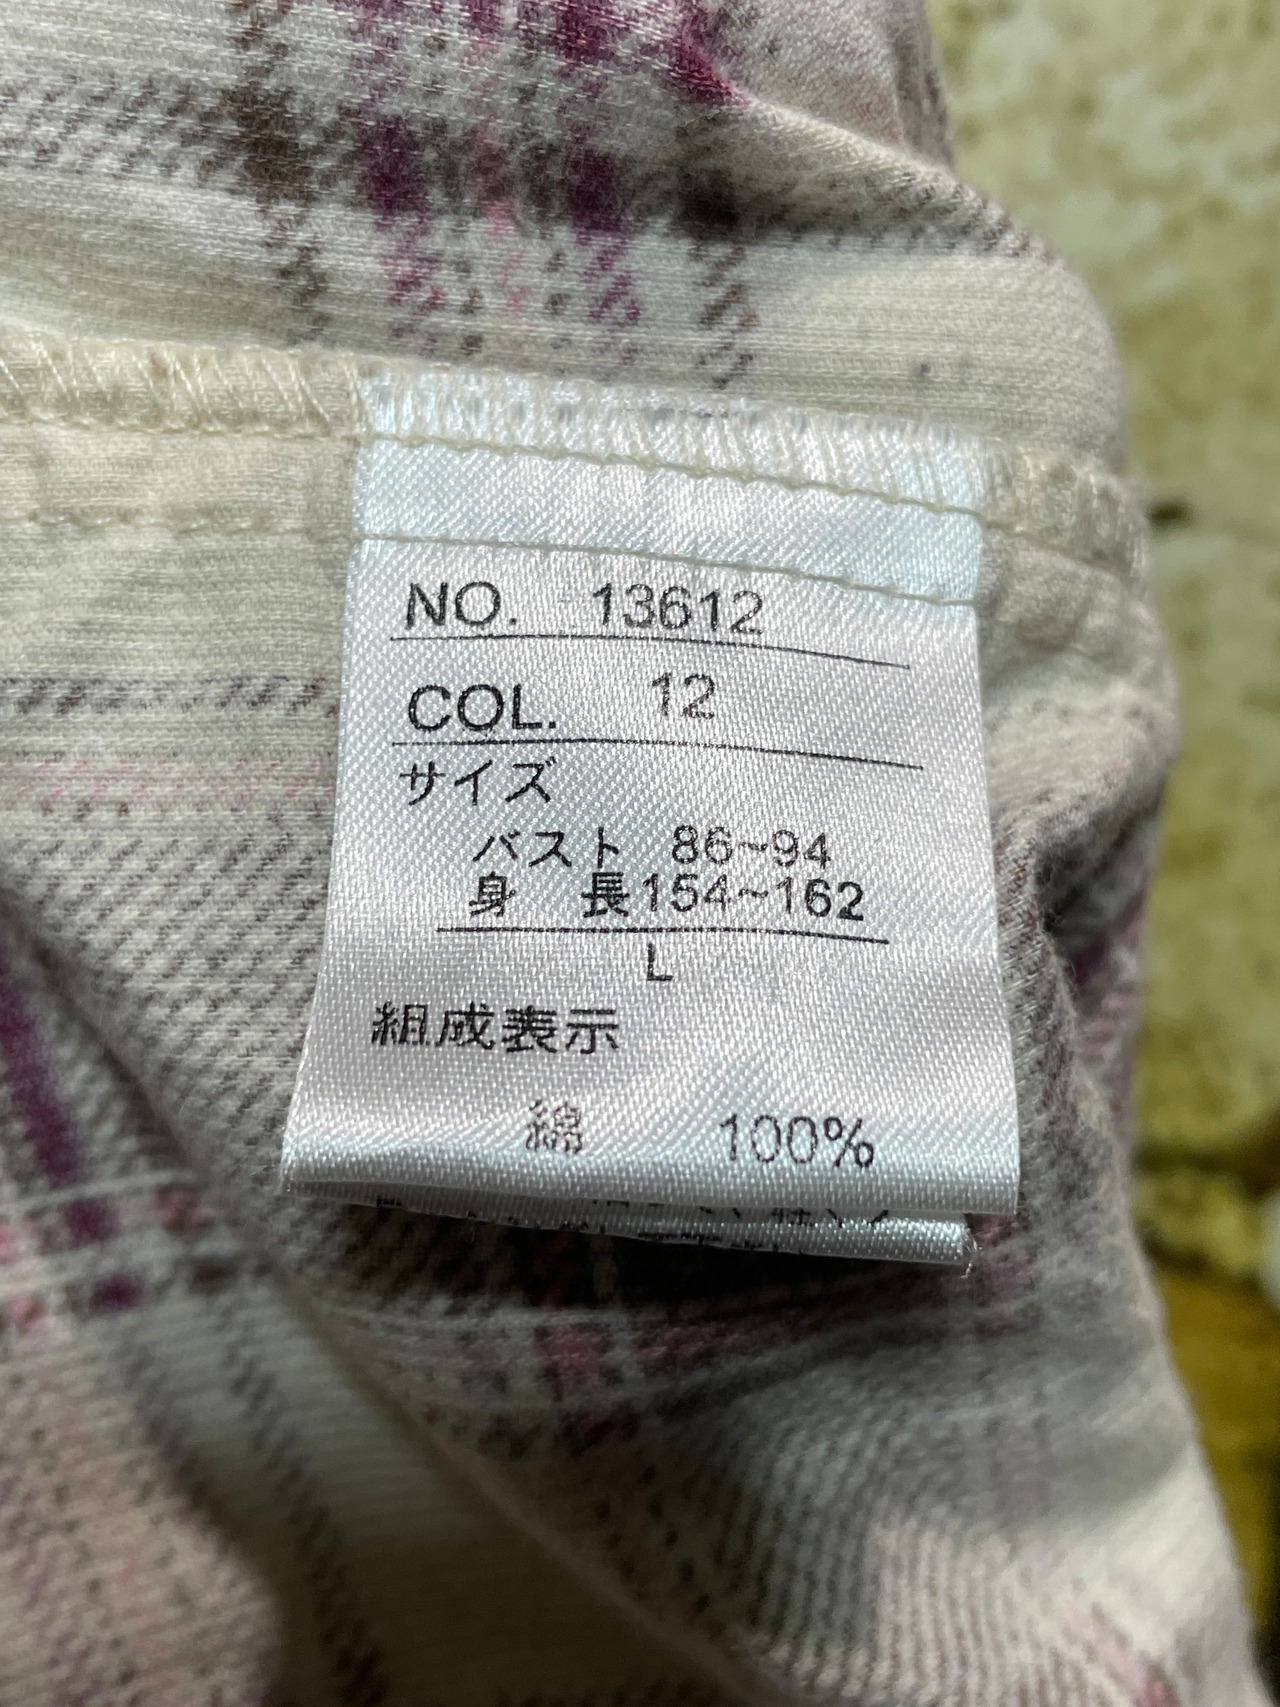 NO. 13612
COL. 12
サイズ
バスト 86~94
身 長154~162
L
組成表示
綿 100%